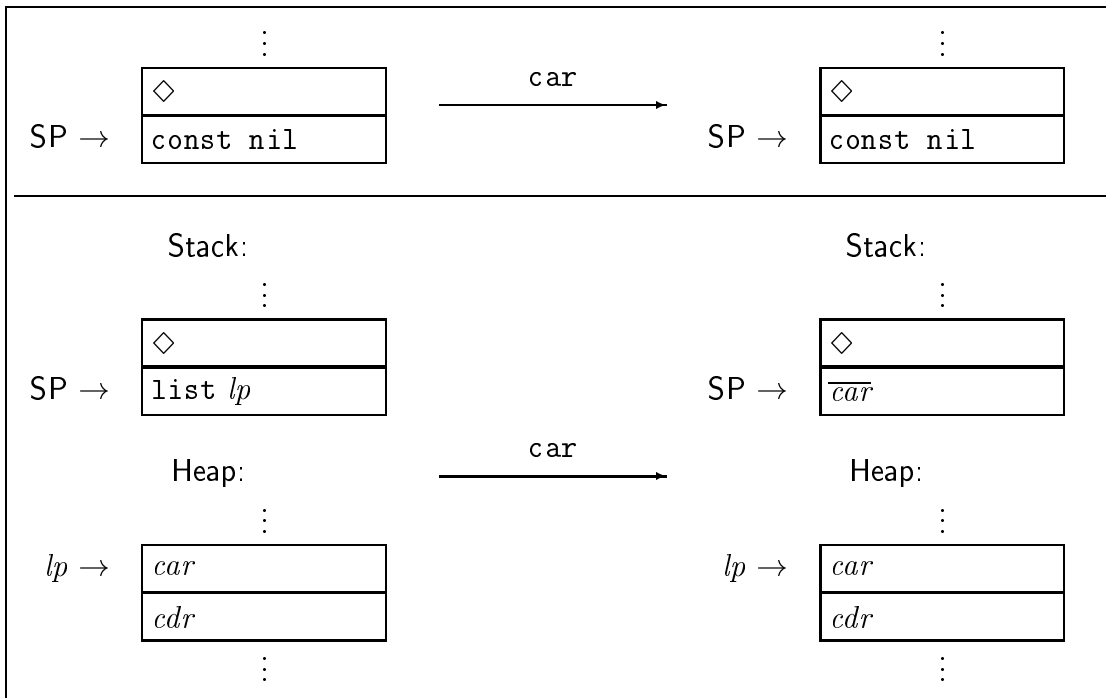 ⋮ ⋮
◇ car ◇
SP → const nil SP → const nil
Stack: Stack:
⋮ ⋮
◇ ◇
SP → list lp SP → c̅a̅r̅
car
Heap: Heap:
⋮ ⋮
lp → car lp → car
cdr cdr
⋮ ⋮